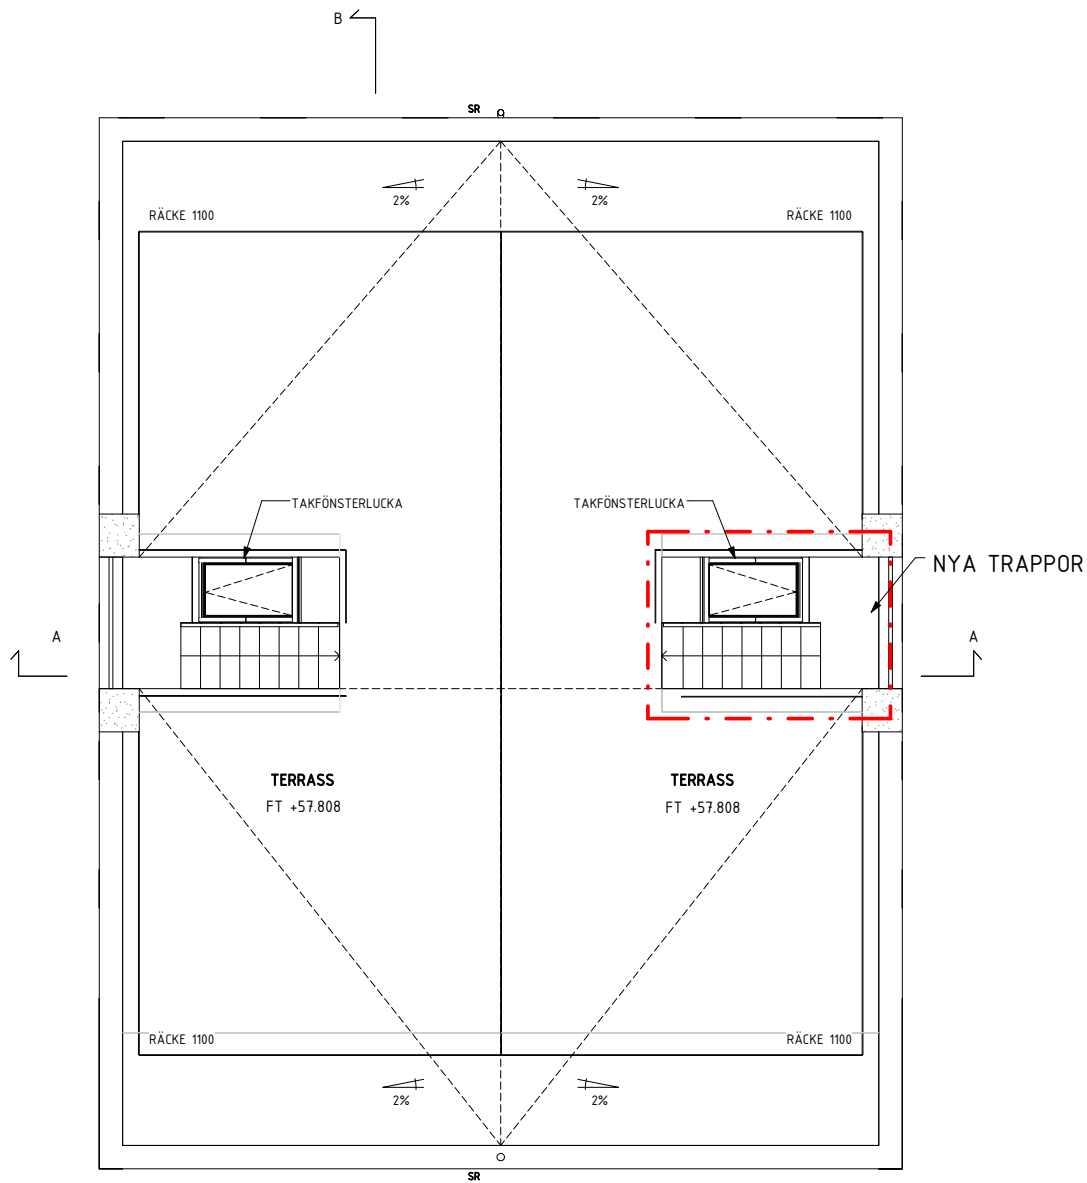 B
SR
2%
2%
RÄCKE 1100
RÄCKE 1100
TAKFÖNSTERLUCKA
TAKFÖNSTERLUCKA
NYA TRAPPOR
A
A
TERRASS
FT +57.808
TERRASS
FT +57.808
RÄCKE 1100
RÄCKE 1100
2%
2%
SR